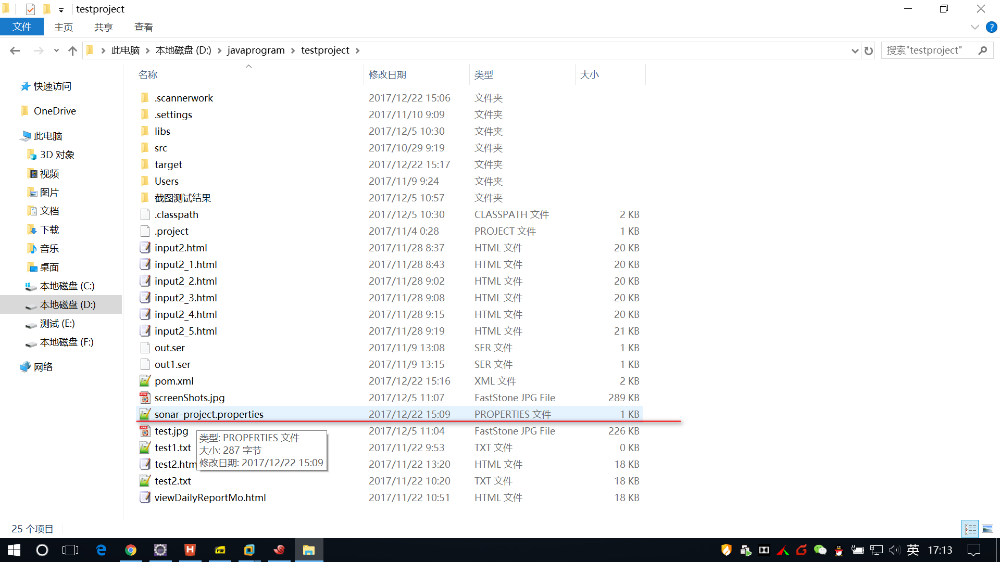 testproject
文件 主页 共享 查看
此电脑 本地磁盘 (D:) javaprogram testproject 搜索"testproject"
名称 修改日期 类型 大小
快速访问
OneDrive
此电脑
3D 对象
视频
图片
文档
下载
音乐
桌面
本地磁盘 (C:)
本地磁盘 (D:)
测试 (E:)
本地磁盘 (F:)
网络
.scannerwork 2017/12/22 15:06 文件夹
.settings 2017/11/10 9:09 文件夹
libs 2017/12/5 10:30 文件夹
src 2017/10/29 9:19 文件夹
target 2017/12/22 15:17 文件夹
Users 2017/11/9 9:24 文件夹
截图测试结果 2017/12/5 10:57 文件夹
.classpath 2017/12/5 10:30 CLASSPATH 文件 2 KB
.project 2017/11/4 0:28 PROJECT 文件 1 KB
input2.html 2017/11/28 8:37 HTML 文件 20 KB
input2_1.html 2017/11/28 8:43 HTML 文件 20 KB
input2_2.html 2017/11/28 9:02 HTML 文件 20 KB
input2_3.html 2017/11/28 9:08 HTML 文件 20 KB
input2_4.html 2017/11/28 9:15 HTML 文件 20 KB
input2_5.html 2017/11/28 9:19 HTML 文件 21 KB
out.ser 2017/11/9 13:08 SER 文件 1 KB
out1.ser 2017/11/9 13:15 SER 文件 1 KB
pom.xml 2017/12/22 15:16 XML 文件 2 KB
screenShots.jpg 2017/12/5 11:07 FastStone JPG File 289 KB
sonar-project.properties 2017/12/22 15:09 PROPERTIES 文件 1 KB
test.jpg 2017/12/5 11:04 FastStone JPG File 226 KB
test1.txt 2017/11/22 9:53 TXT 文件 0 KB
test2.htm 2017/11/22 13:20 HTML 文件 18 KB
test2.txt 2017/11/22 10:20 TXT 文件 18 KB
viewDailyReportMo.html 2017/11/22 10:51 HTML 文件 18 KB
类型: PROPERTIES 文件
大小: 287 字节
修改日期: 2017/12/22 15:09
25 个项目
英 17:13